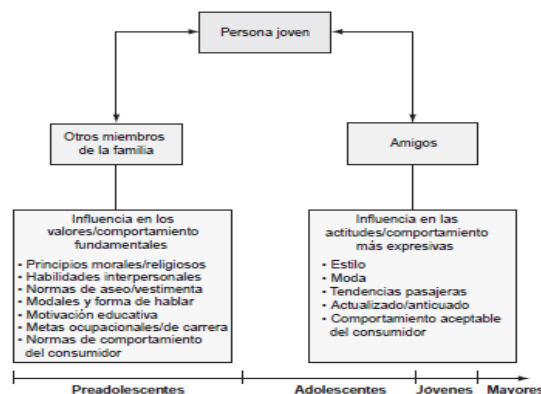 Persona joven
Otros miembros
de la familia
Amigos
Influencia en los
valores/comportamiento
fundamentales
• Principios morales/religiosos
• Habilidades interpersonales
• Normas de aseo/vestimenta
• Modales y forma de hablar
• Motivación educativa
• Metas ocupacionales/de carrera
• Normas de comportamiento
del consumidor
Influencia en las
actitudes/comportamiento
más expresivas
• Estilo
• Moda
• Tendencias pasajeras
• Actualizado/anticuado
• Comportamiento aceptable
del consumidor
Preadolescentes
Adolescentes
Jóvenes
Mayores